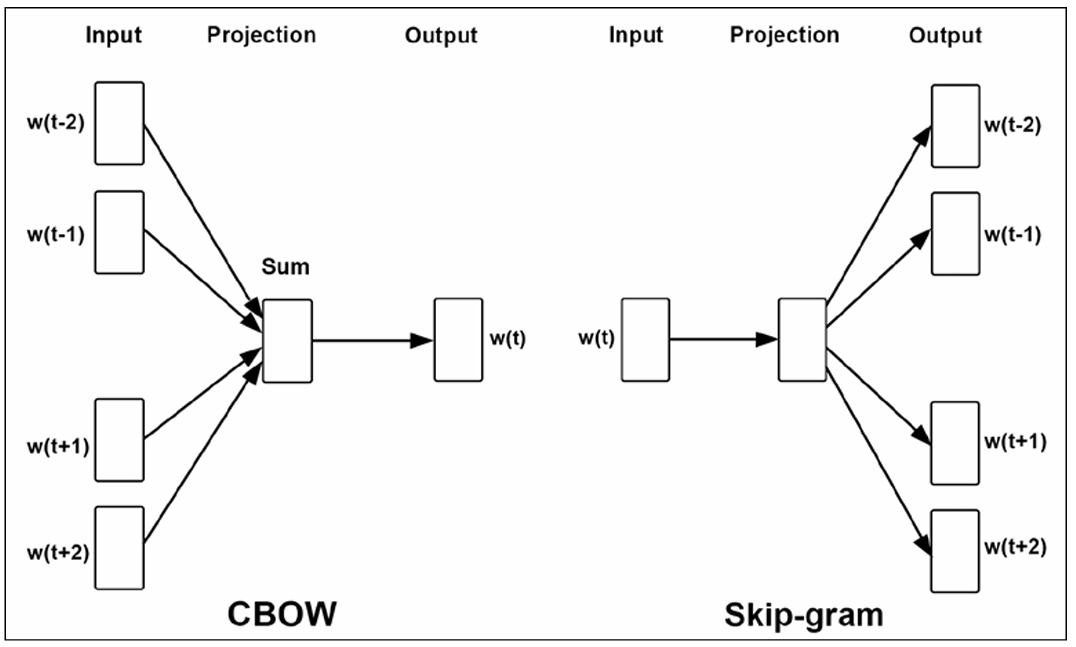 Input Projection Output
w(t-2)
w(t-1)
Sum
w(t)
w(t+1)
w(t+2)
CBOW
Input Projection Output
w(t-2)
w(t-1)
w(t)
w(t+1)
w(t+2)
Skip-gram